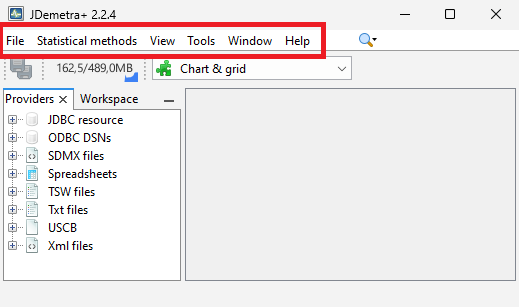 JDemetra+ 2.2.4
File Statistical methods View Tools Window Help
162,5/489,0MB Chart & grid
Providers Workspace
JDBC resource
ODBC DSNs
SDMX files
Spreadsheets
TSW files
Txt files
USCB
Xml files